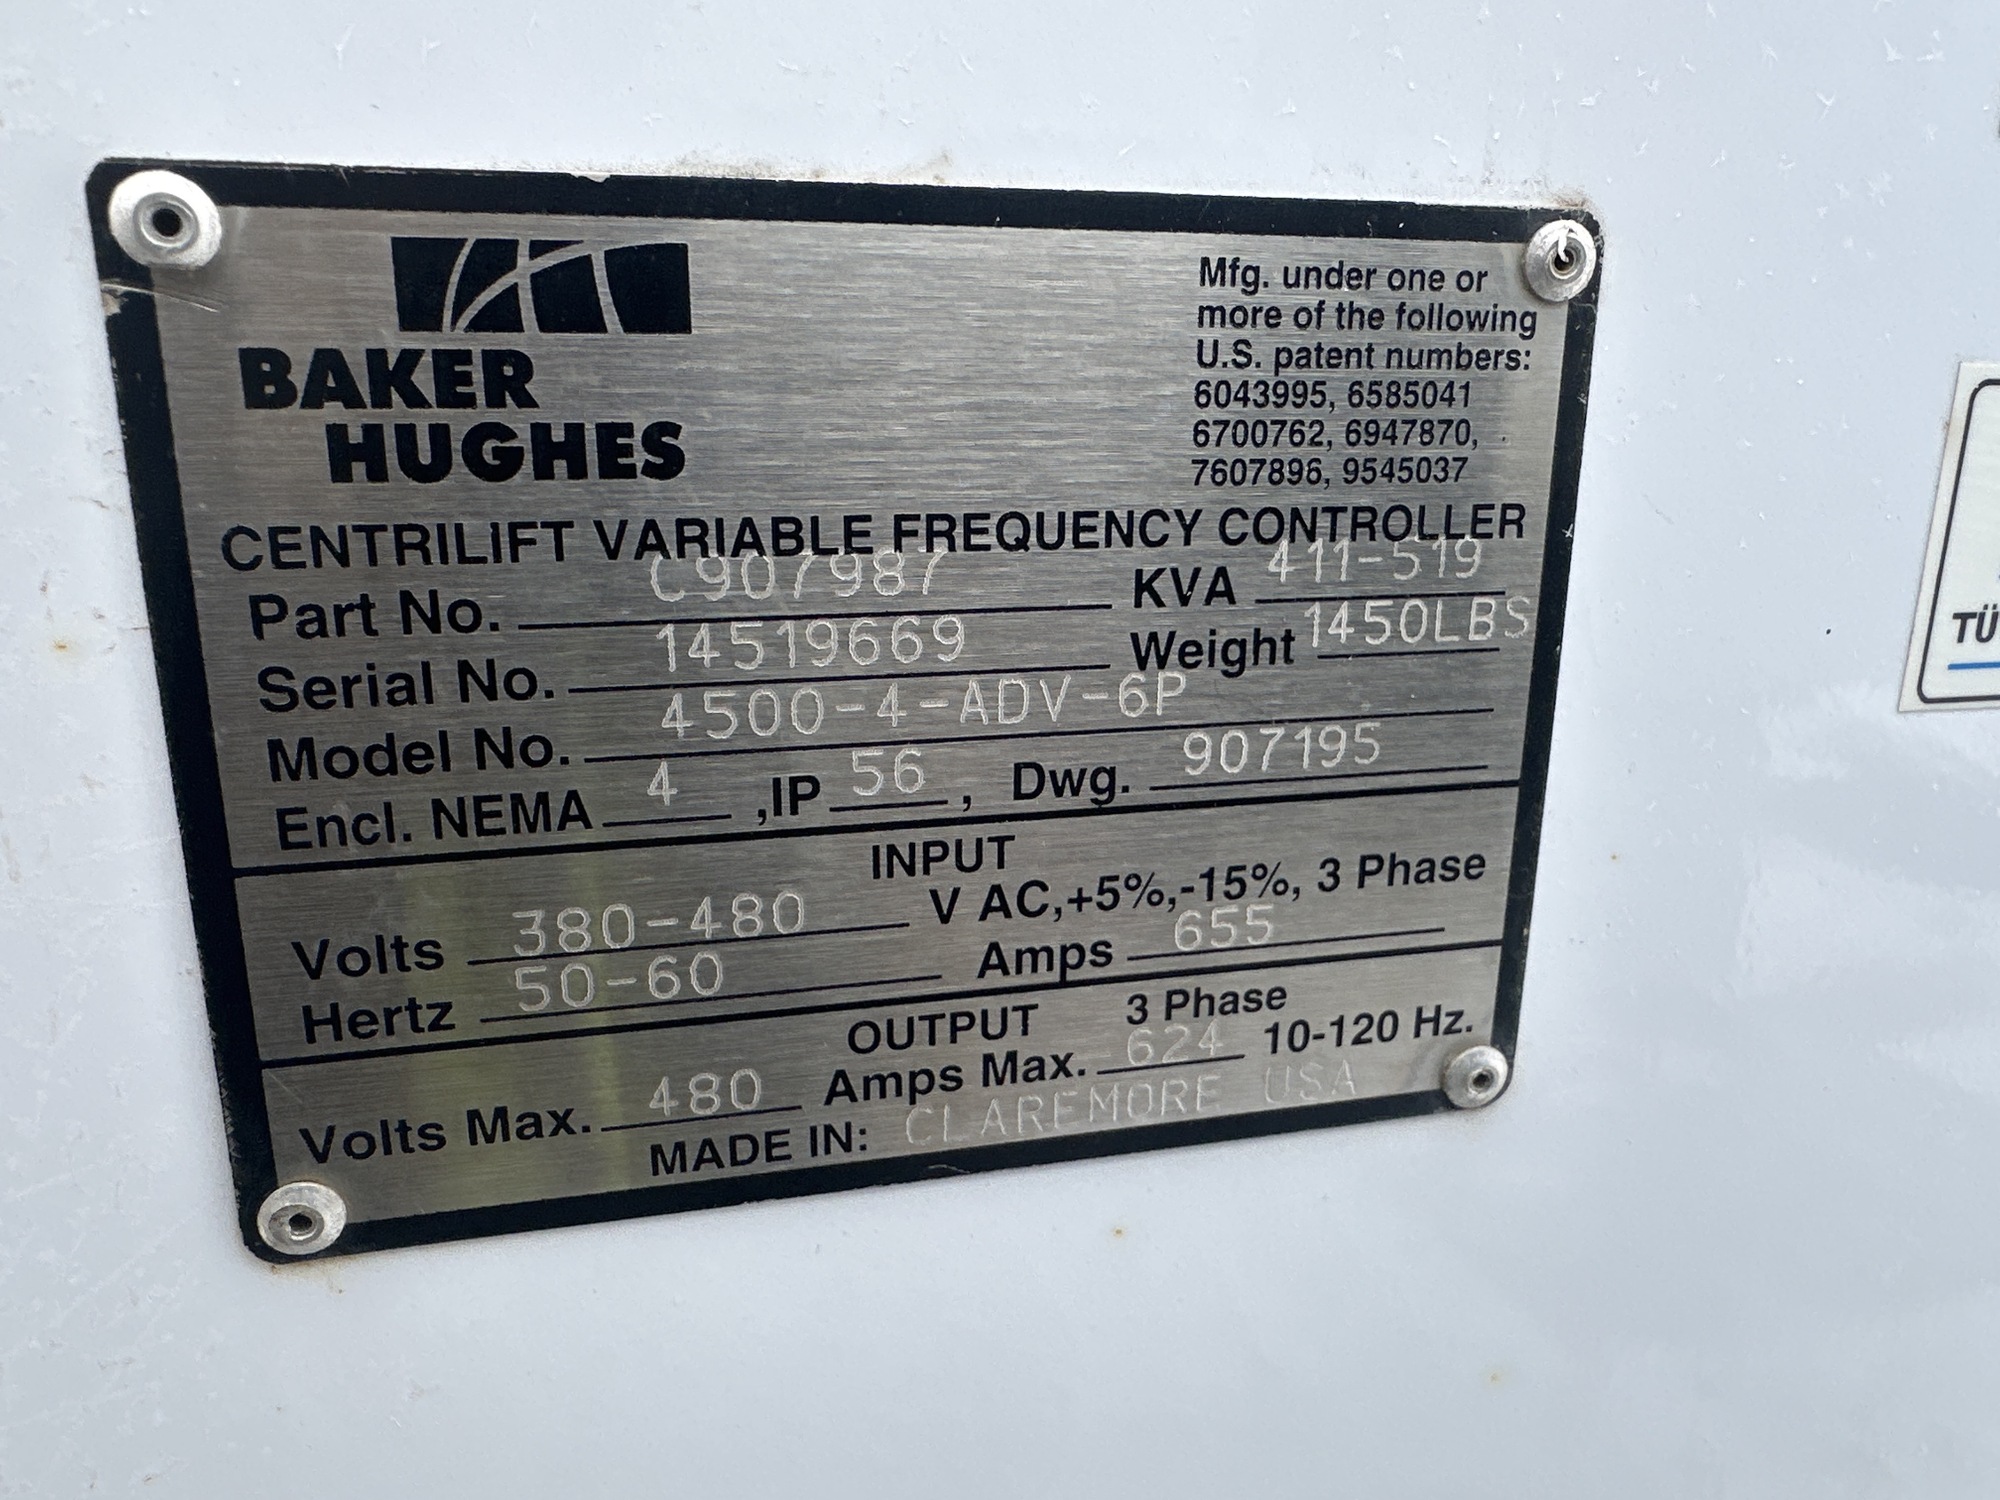 BAKER
HUGHES
Mfg. under one or
more of the following
U.S. patent numbers:
6043995, 6585041
6700762, 6947870,
7607896, 9545037
CENTRILIFT VARIABLE FREQUENCY CONTROLLER
Part No. C907987 KVA 411-519
Serial No. 14519669 Weight 1450LBS
Model No. 4500-4-ADV-6P
Encl. NEMA 4 ,IP 56 , Dwg. 907195
INPUT
Volts 380-480 V AC,+5%,-15%, 3 Phase
Hertz 50-60 Amps 655
OUTPUT 3 Phase
Volts Max. 480 Amps Max. 624 10-120 Hz.
MADE IN: CLAREMORE USA
TÜ